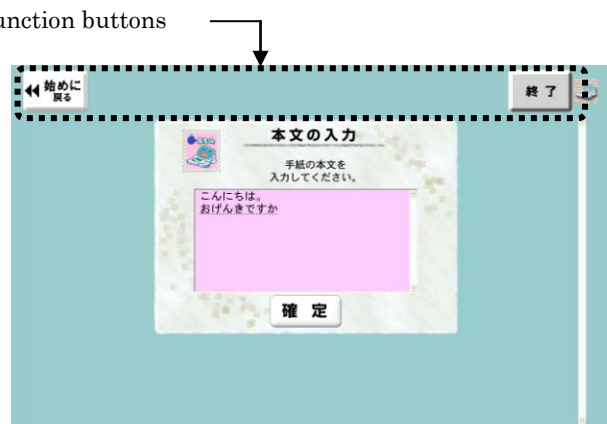 unction buttons
始めに
戻る
終了
本文の入力
手紙の本文を
入力してください。
こんにちは。
おげんきですか
確定